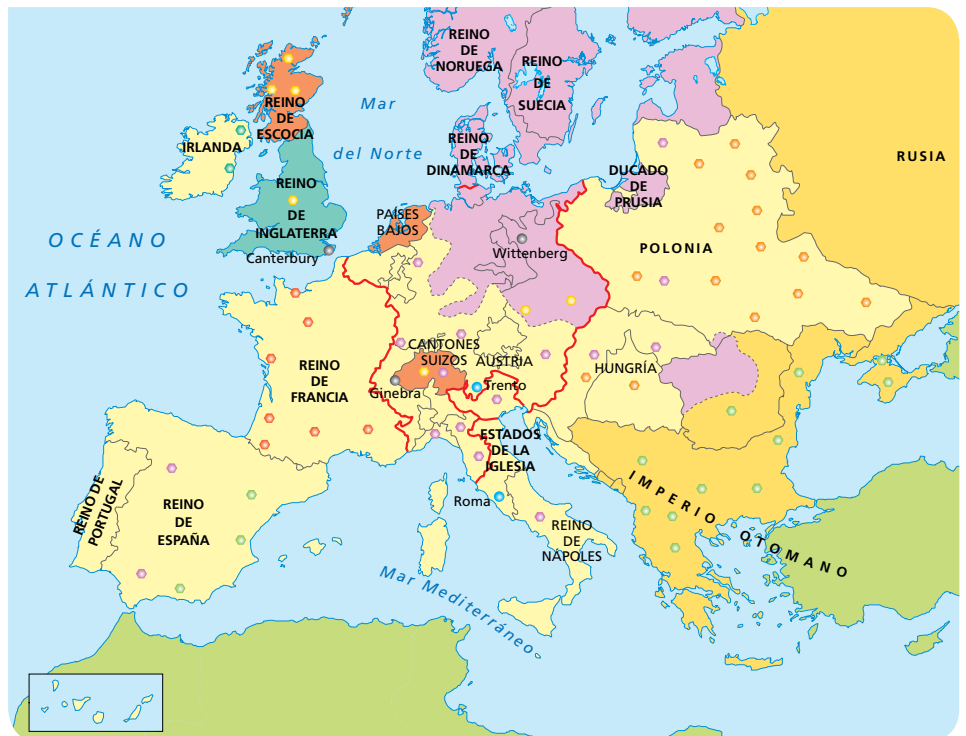 REINO
DE
NORUEGA
REINO
DE
SUECIA
Mar
del Norte
REINO
DE
ESCOCIA
IRLANDA
REINO
DE
DINAMARCA
RUSIA
DUCADO
DE
PRUSIA
REINO
DE
INGLATERRA
PAÍSES
BAJOS
OCÉANO
ATLÁNTICO
Canterbury
Wittenberg
POLONIA
CANTONES
SUIZOS
AUSTRIA
HUNGRÍA
REINO
DE
FRANCIA
Ginebra
Trento
ESTADOS
DE LA
IGLESIA
REINO DE
PORTUGAL
REINO
DE
ESPAÑA
Roma
REINO
DE
NÁPOLES
IMPERIO
OTOMANO
Mar Mediterráneo